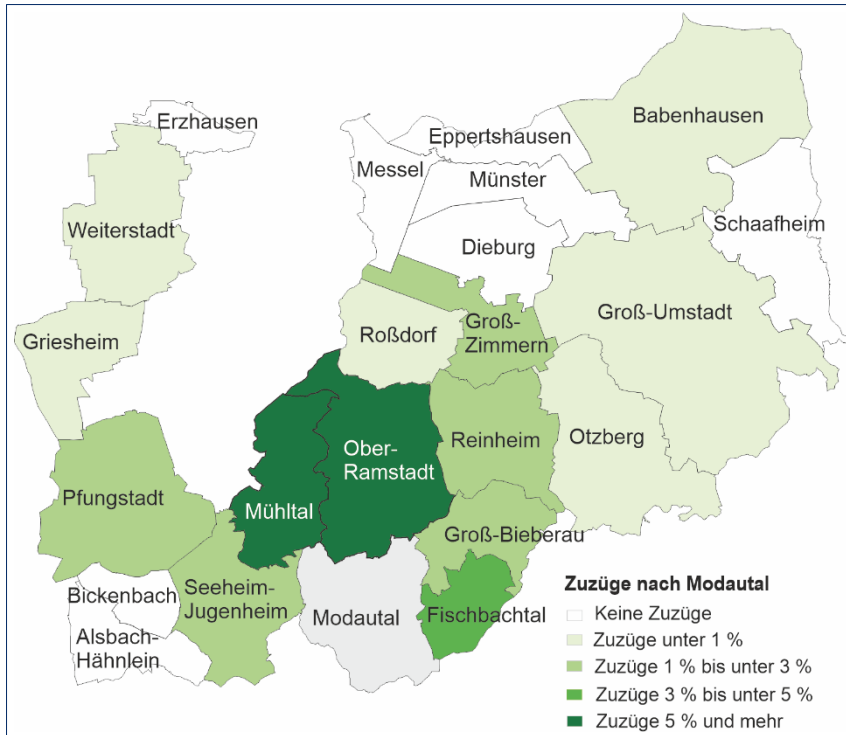 Erzhausen
Eppertshausen
Babenhausen
Messel
Münster
Schaafheim
Weiterstadt
Dieburg
Groß-Umstadt
Griesheim
Roßdorf
Groß-
Zimmern
Ober-
Ramstadt
Reinheim
Otzberg
Pfungstadt
Mühltal
Groß-Bieberau
Bickenbach
Seeheim-
Jugenheim
Modautal
Fischbachtal
Alsbach-
Hähnlein
Zuzüge nach Modautal
Keine Zuzüge
Zuzüge unter 1 %
Zuzüge 1 % bis unter 3 %
Zuzüge 3 % bis unter 5 %
Zuzüge 5 % und mehr